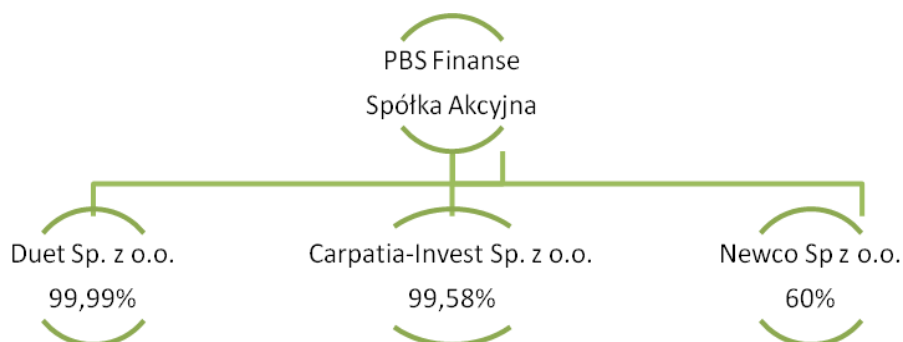 PBS Finanse
Spółka Akcyjna
Duet Sp. z o.o.
99,99%
Carpatia-Invest Sp. z o.o.
99,58%
Newco Sp z o.o.
60%